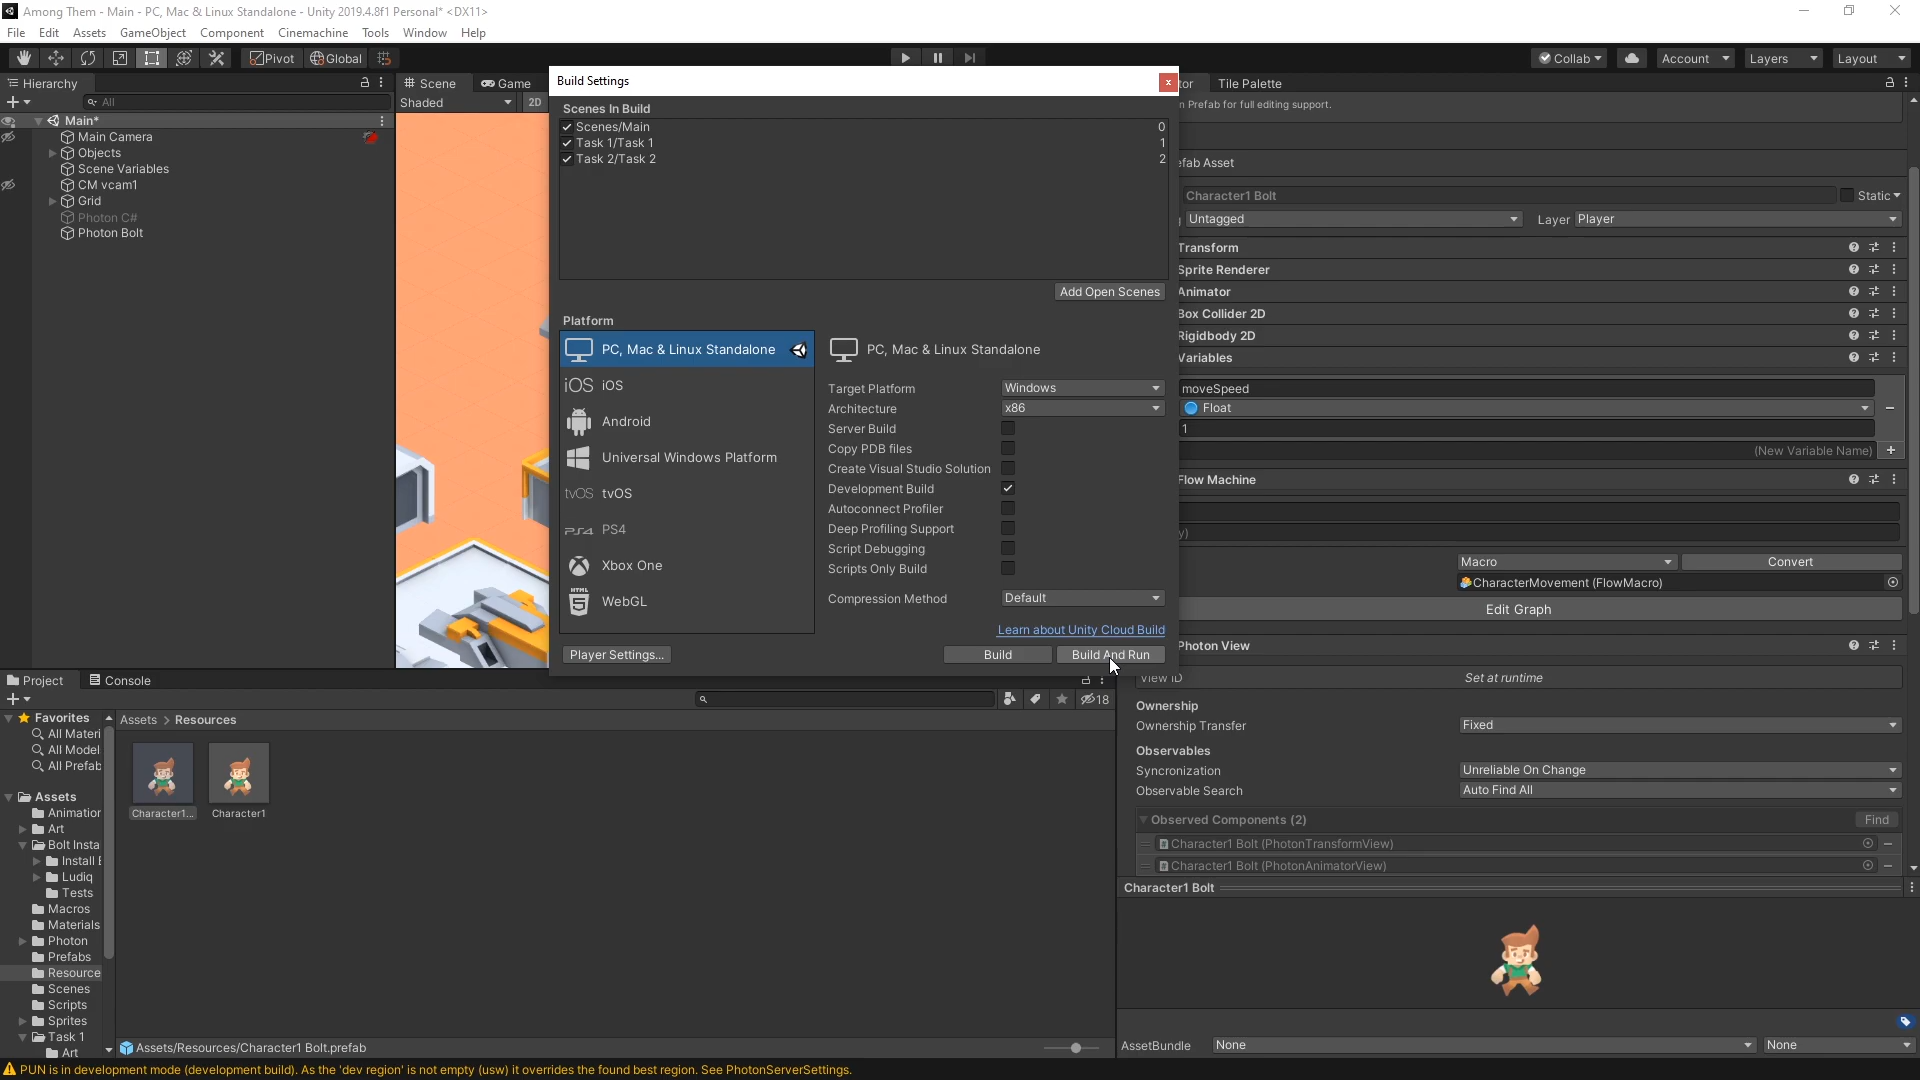 Among Them - Main - PC, Mac & Linux Standalone - Unity 2019.4.8f1 Personal* <DX11>
File Edit Assets GameObject Component Cinemachine Tools Window Help
Pivot Global Collab Account Layers Layout
Hierarchy
All
Main*
Main Camera
Objects
Scene Variables
CM vcam1
Grid
Photon C#
Photon Bolt
Scene Game
Shaded 2D
Build Settings
Scenes In Build
Scenes/Main 0
Task 1/Task 1 1
Task 2/Task 2 2
Add Open Scenes
Platform
PC, Mac & Linux Standalone
iOS iOS
Android
Universal Windows Platform
tvOS tvOS
PS4 PS4
Xbox One
HTML 5 WebGL
PC, Mac & Linux Standalone
Target Platform Windows
Architecture x86
Server Build
Copy PDB files
Create Visual Studio Solution
Development Build
Autoconnect Profiler
Deep Profiling Support
Script Debugging
Scripts Only Build
Compression Method Default
Learn about Unity Cloud Build
Player Settings... Build Build And Run
tor Tile Palette
n Prefab for full editing support.
efab Asset
Character1 Bolt Static
Untagged Layer Player
Transform
Sprite Renderer
Animator
Box Collider 2D
Rigidbody 2D
Variables
moveSpeed
Float
1
(New Variable Name)
Flow Machine
y)
Macro Convert
CharacterMovement (FlowMacro)
Edit Graph
Photon View
View ID Set at runtime
Ownership
Ownership Transfer Fixed
Observables
Syncronization Unreliable On Change
Observable Search Auto Find All
Observed Components (2) Find
Character1 Bolt (PhotonTransformView)
Character1 Bolt (PhotonAnimatorView)
Character1 Bolt
AssetBundle None None
Project Console
18
Favorites
All Materi
All Model
All Prefab
Assets
Animation
Art
Bolt Insta
Install B
Ludiq
Tests
Macros
Materials
Photon
Prefabs
Resource
Scenes
Scripts
Sprites
Task 1
Art
Assets > Resources
Character1... Character1
Assets/Resources/Character1 Bolt.prefab
PUN is in development mode (development build). As the 'dev region' is not empty (usw) it overrides the found best region. See PhotonServerSettings.